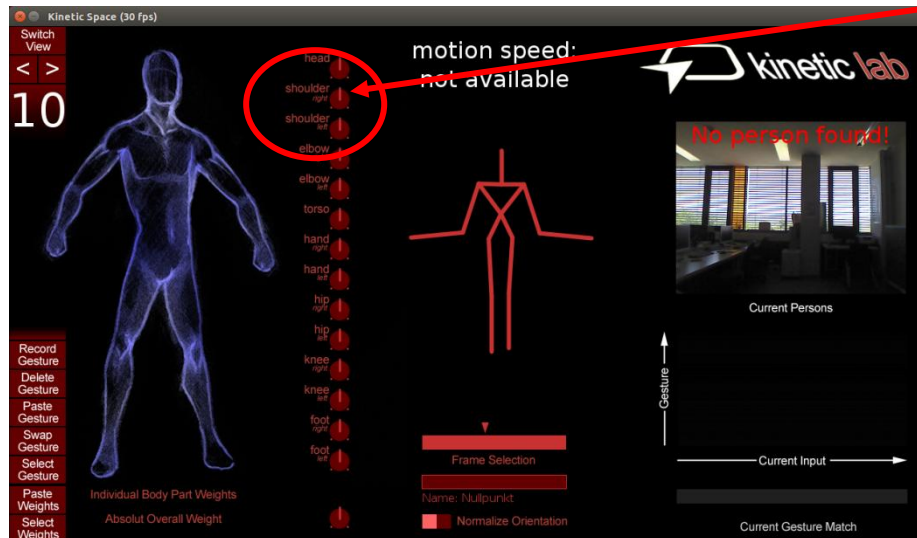 Kinetic Space (30 fps)
Switch
View
< >
10
head
shoulder
right
shoulder
left
elbow
elbow
left
torso
hand
right
hand
left
hip
right
hip
left
knee
right
knee
left
foot
right
foot
left
Record
Gesture
Delete
Gesture
Paste
Gesture
Swap
Gesture
Select
Gesture
Paste
Weights
Select
Weights
Individual Body Part Weights
Absolut Overall Weight
motion speed:
not available
Frame Selection
Name: Nullpunkt
Normalize Orientation
kinetic lab
No person found!
Current Persons
Gesture
Current Input
Current Gesture Match